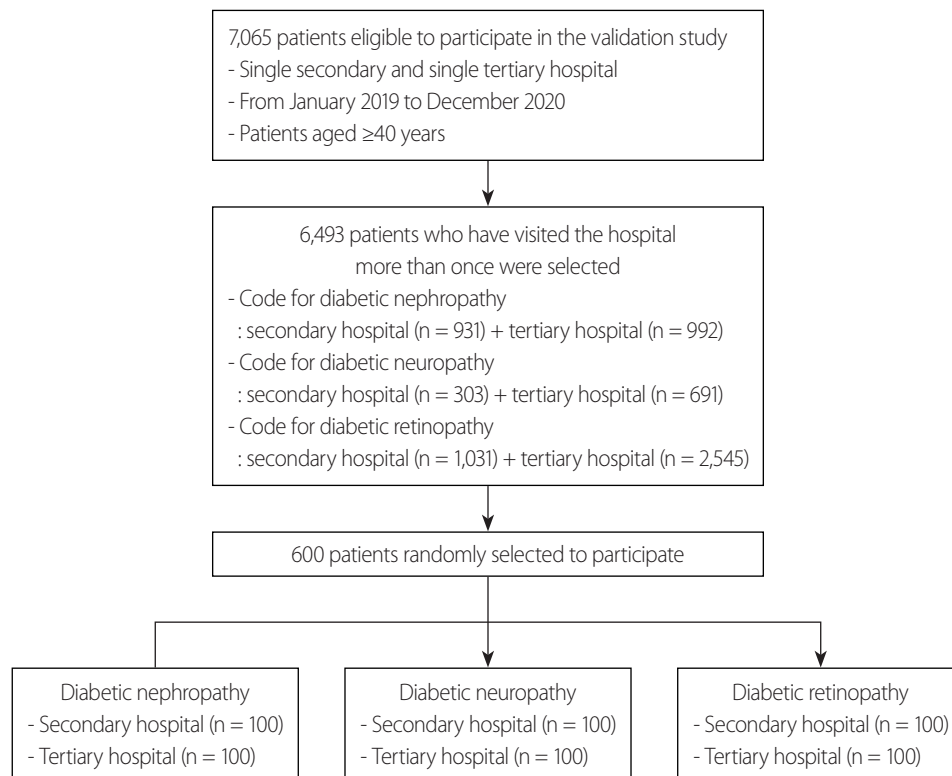 7,065 patients eligible to participate in the validation study
- Single secondary and single tertiary hospital
- From January 2019 to December 2020
- Patients aged ≥40 years
6,493 patients who have visited the hospital
more than once were selected
- Code for diabetic nephropathy
: secondary hospital (n = 931) + tertiary hospital (n = 992)
- Code for diabetic neuropathy
: secondary hospital (n = 303) + tertiary hospital (n = 691)
- Code for diabetic retinopathy
: secondary hospital (n = 1,031) + tertiary hospital (n = 2,545)
600 patients randomly selected to participate
Diabetic nephropathy
- Secondary hospital (n = 100)
- Tertiary hospital (n = 100)
Diabetic neuropathy
- Secondary hospital (n = 100)
- Tertiary hospital (n = 100)
Diabetic retinopathy
- Secondary hospital (n = 100)
- Tertiary hospital (n = 100)